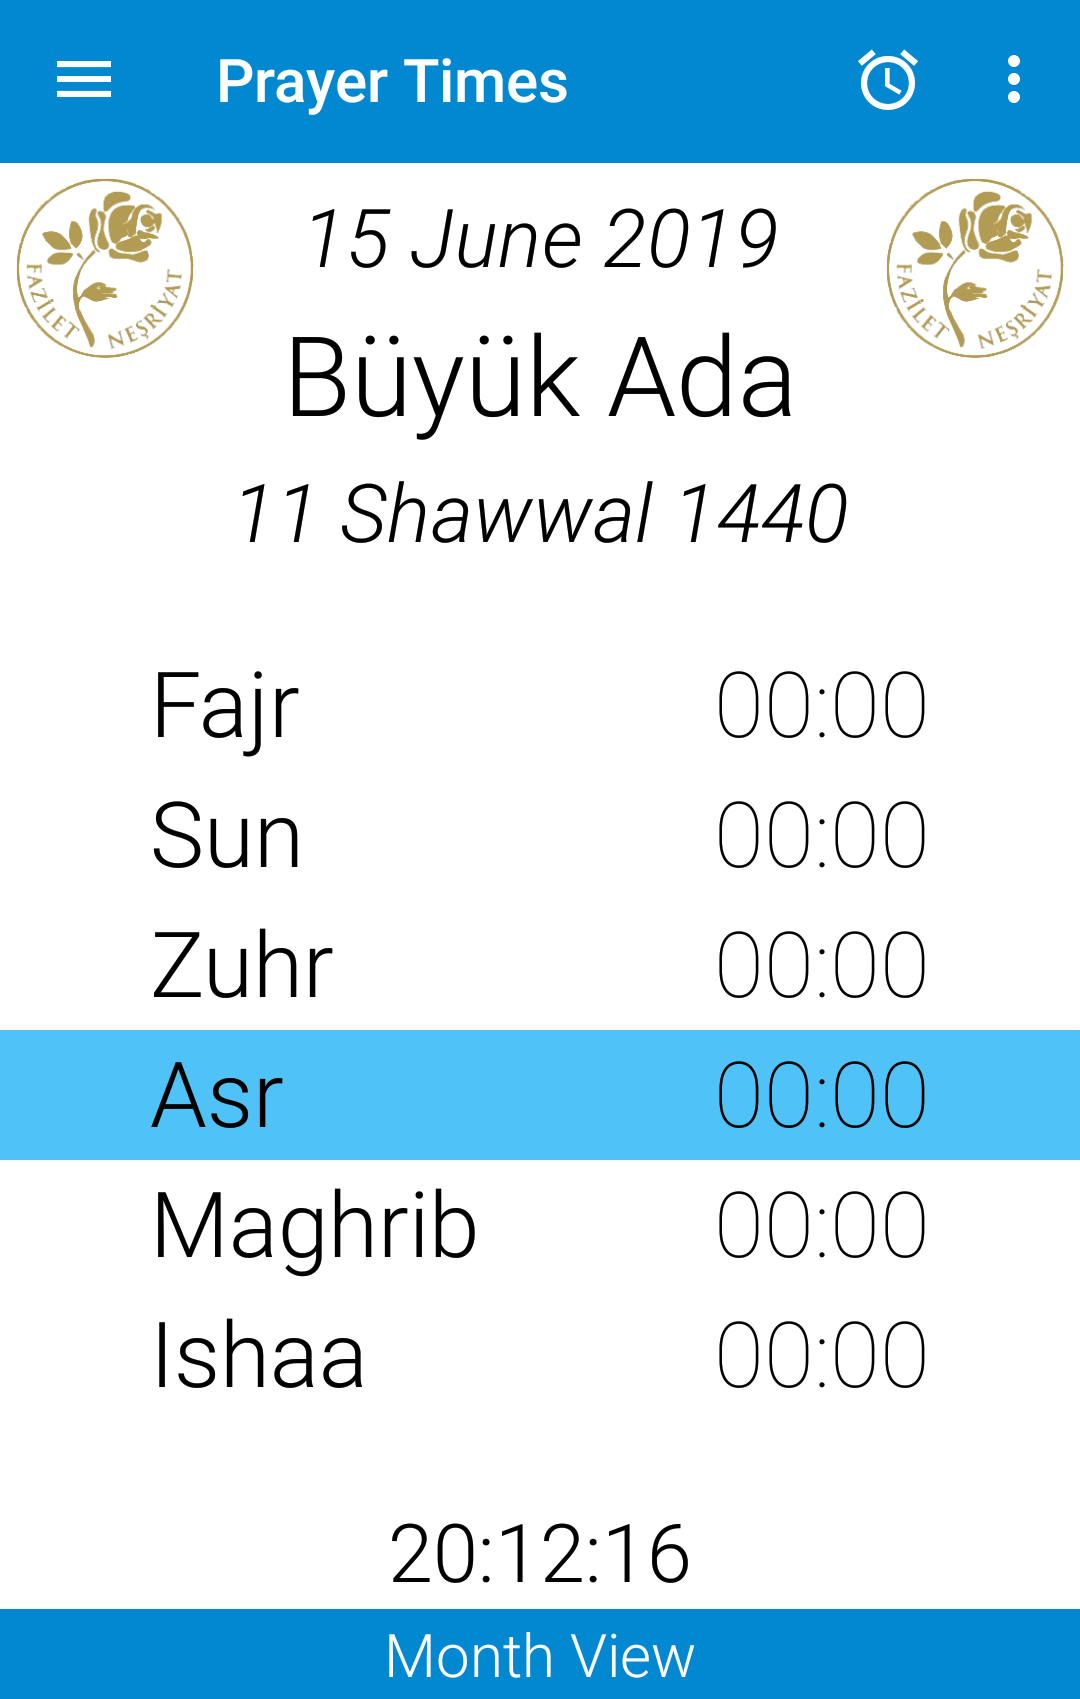 Prayer Times
FAZİLET NEŞRİYAT
15 June 2019
FAZİLET NEŞRİYAT
Büyük Ada
11 Shawwal 1440
Fajr 00:00
Sun 00:00
Zuhr 00:00
Asr 00:00
Maghrib 00:00
Ishaa 00:00
20:12:16
Month View